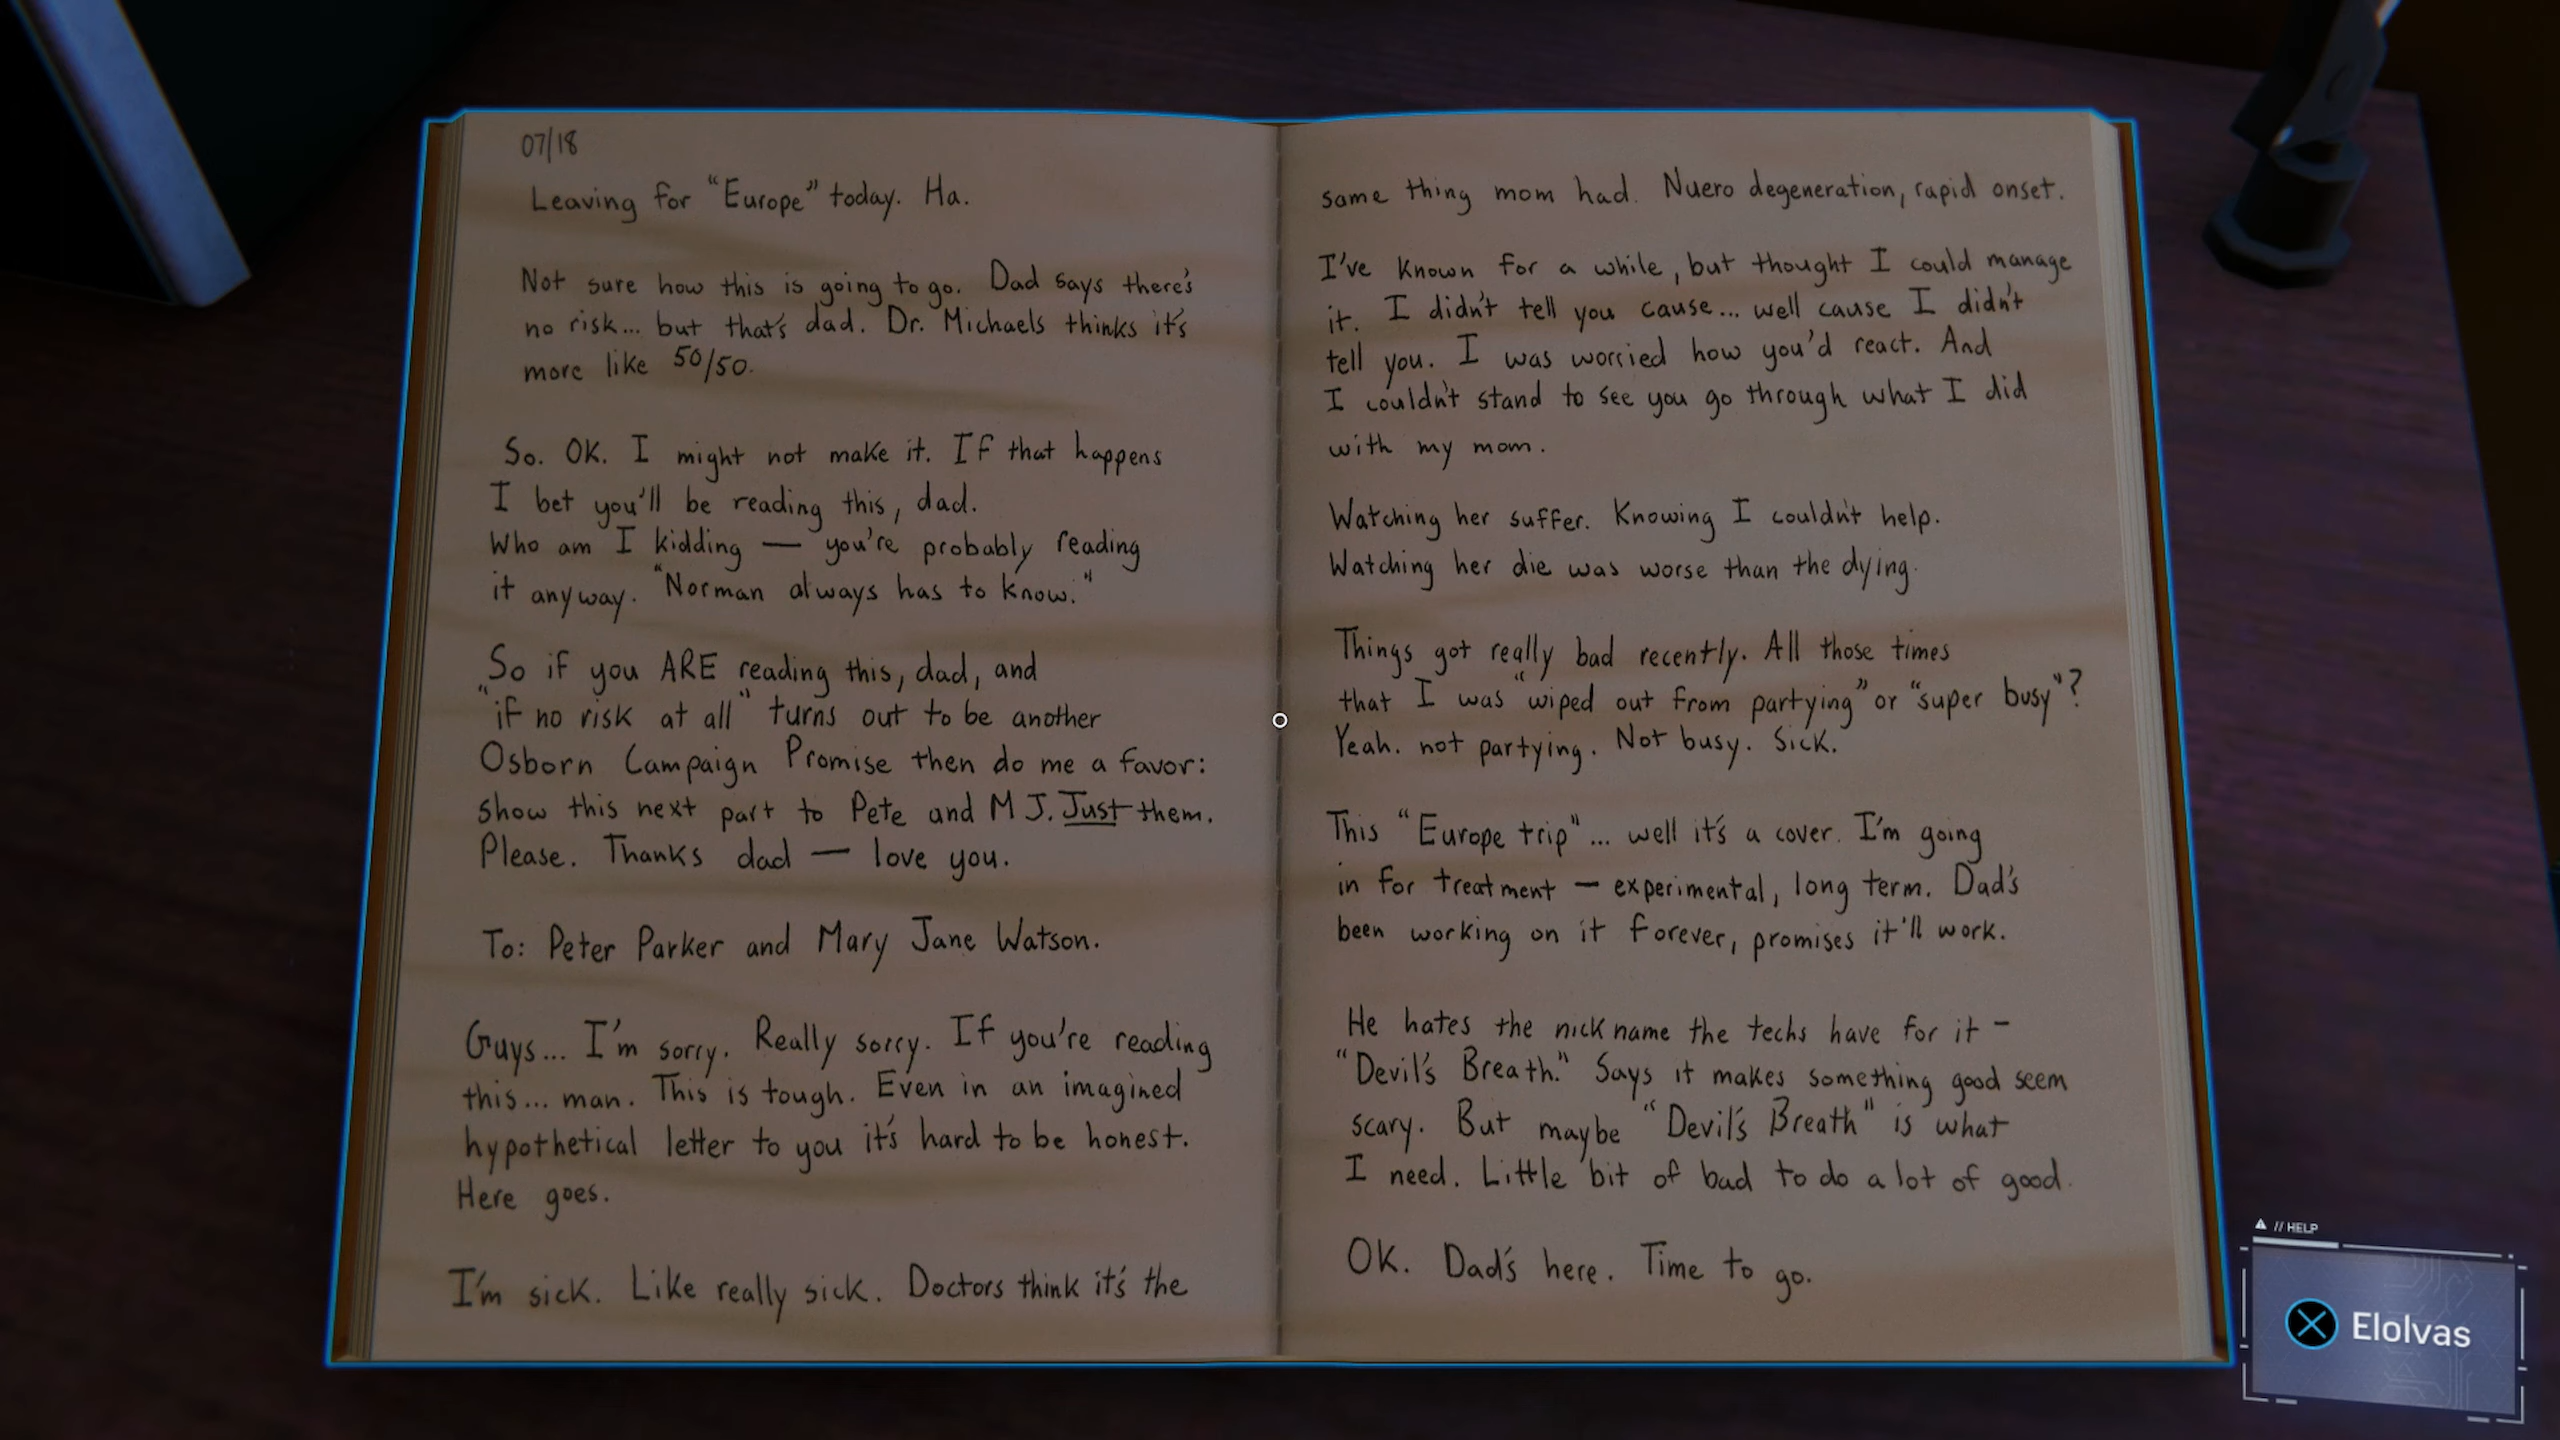 07/18
Leaving for "Europe" today. Ha.
Not sure how this is going to go. Dad says there's
no risk... but that's dad. Dr. Michaels thinks it's
more like 50/50.
So. OK. I might not make it. If that happens
I bet you'll be reading this, dad.
Who am I kidding — you're probably reading
it anyway. "Norman always has to know."
So if you ARE reading this, dad, and
"if no risk at all" turns out to be another
Osborn Campaign Promise then do me a favor:
show this next part to Pete and MJ. Just them.
Please. Thanks dad — love you.
To: Peter Parker and Mary Jane Watson.
Guys... I'm sorry. Really sorry. If you're reading
this... man. This is tough. Even in an imagined
hypothetical letter to you it's hard to be honest.
Here goes.
I'm sick. Like really sick. Doctors think it's the
same thing mom had. Nuero degeneration, rapid onset.
I've known for a while, but thought I could manage
it. I didn't tell you cause... well cause I didn't
tell you. I was worried how you'd react. And
I couldn't stand to see you go through what I did
with my mom.
Watching her suffer. Knowing I couldn't help.
Watching her die was worse than the dying.
Things got really bad recently. All those times
that I was "wiped out from partying" or "super busy"?
Yeah. not partying. Not busy. Sick.
This "Europe trip"... well it's a cover. I'm going
in for treatment — experimental, long term. Dad's
been working on it forever, promises it'll work.
He hates the nickname the techs have for it -
"Devil's Breath." Says it makes something good seem
scary. But maybe "Devil's Breath" is what
I need. Little bit of bad to do a lot of good.
OK. Dad's here. Time to go.
// HELP
Elolvas